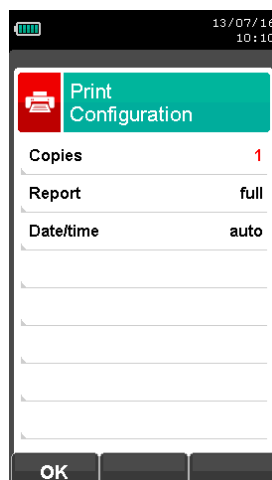 13/07/16
10:10
Print
Configuration
Copies 1
Report full
Date/time auto
OK